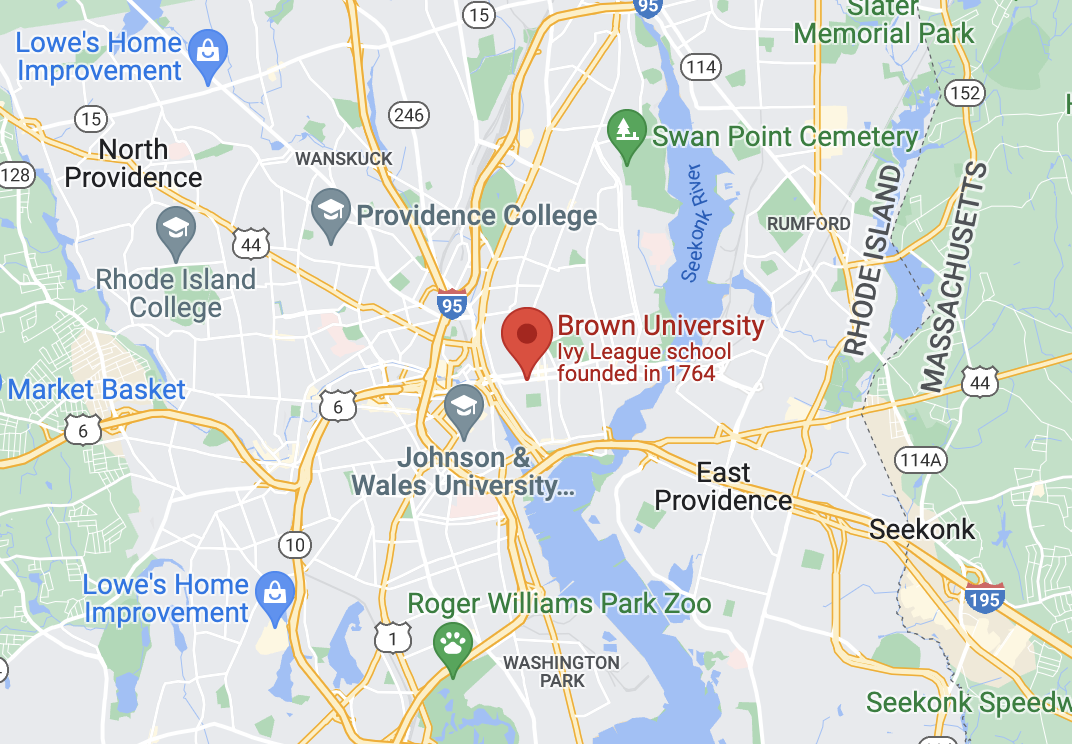 95
15
Slater
Memorial Park
Lowe's Home
Improvement
114
152
246
15
North
Providence
WANSKUCK
Swan Point Cemetery
128
Providence College
Seekonk River
RUMFORD
RHODE ISLAND
MASSACHUSETTS
44
Rhode Island
College
95
Brown University
Ivy League school
founded in 1764
Market Basket
6
6
44
Johnson &
Wales University...
114A
East
Providence
Seekonk
10
Lowe's Home
Improvement
Roger Williams Park Zoo
195
1
WASHINGTON
PARK
Seekonk Speedw